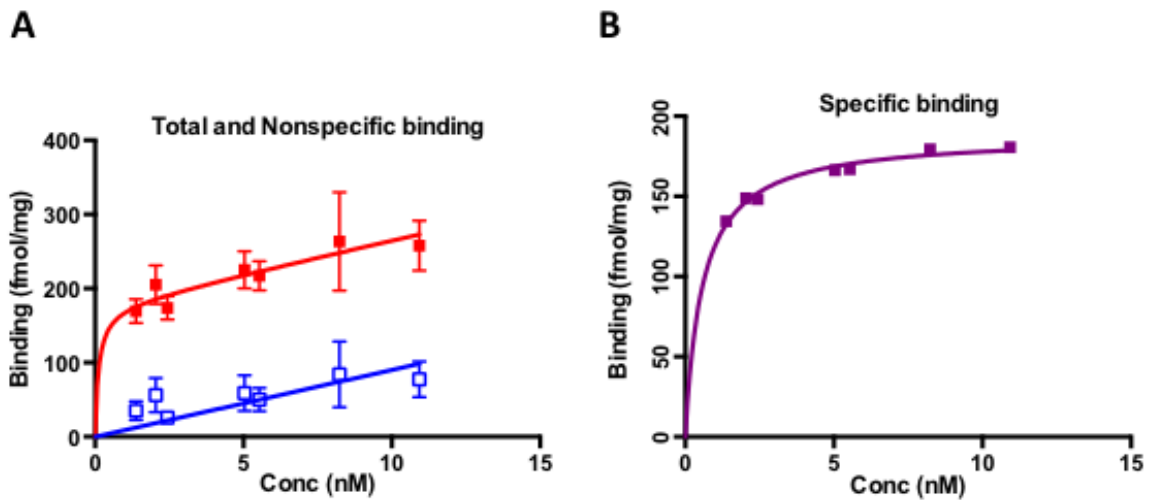 A
Total and Nonspecific binding
400
300
200
100
0
Binding (fmol/mg)
0 5 10 15
Conc (nM)
B
Specific binding
200
150
100
50
0
Binding (fmol/mg)
0 5 10 15
Conc (nM)